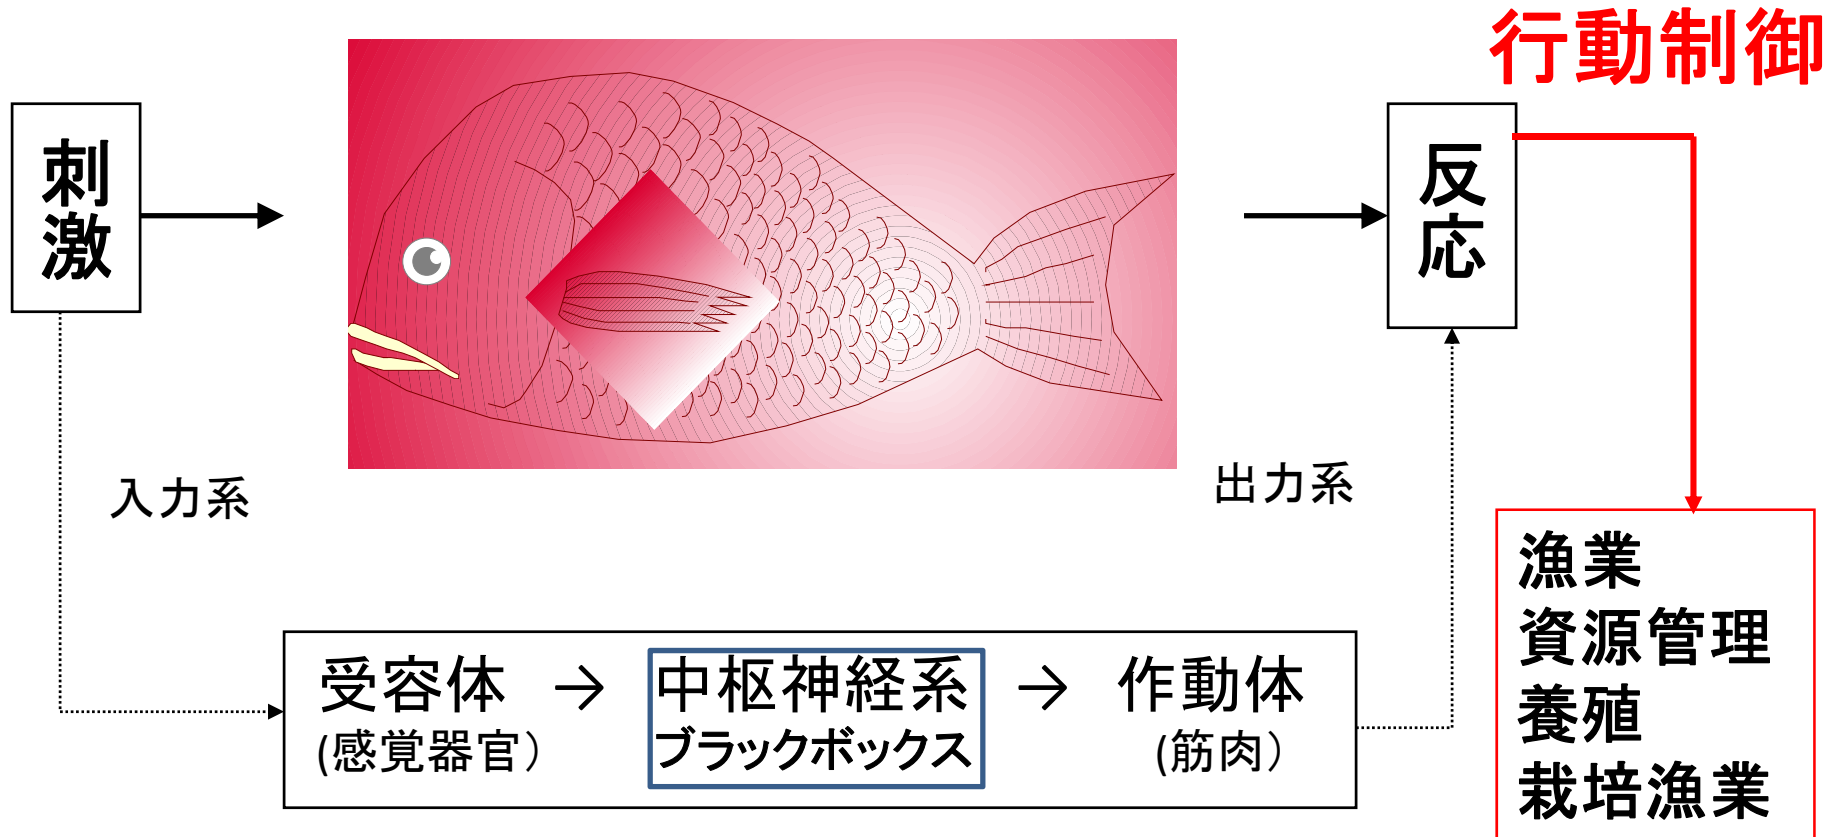 行動制御
刺激
反応
入力系
出力系
受容体 → 中枢神経系 → 作動体
(感覚器官） ブラックボックス (筋肉）
漁業
資源管理
養殖
栽培漁業